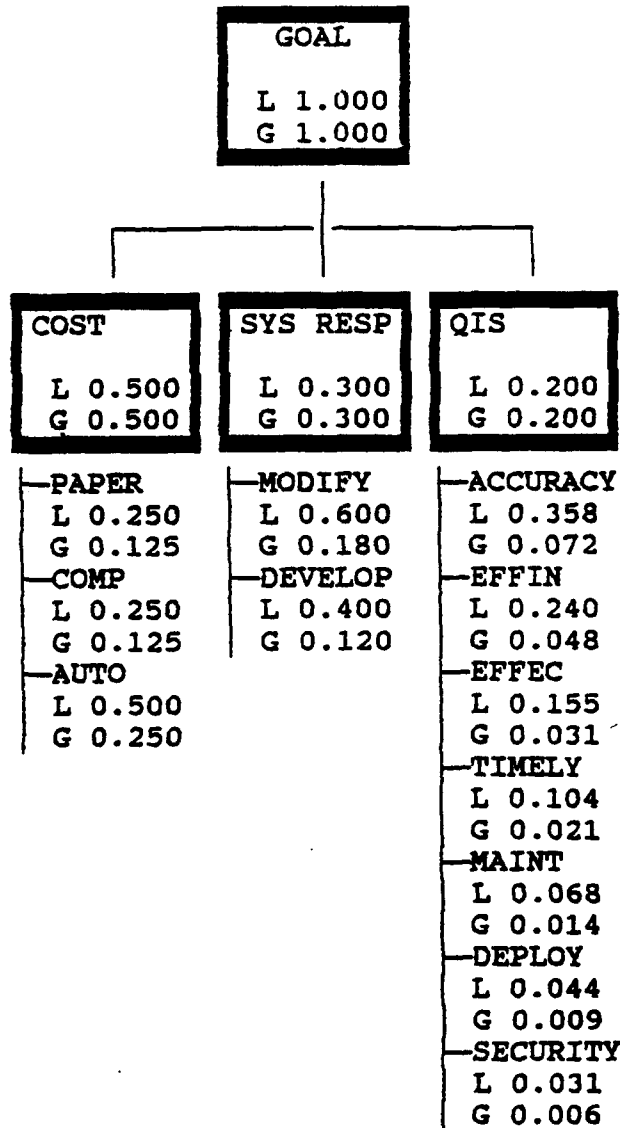 GOAL
L 1.000
G 1.000
COST
L 0.500
G 0.500
SYS RESP
L 0.300
G 0.300
QIS
L 0.200
G 0.200
PAPER
L 0.250
G 0.125
COMP
L 0.250
G 0.125
AUTO
L 0.500
G 0.250
MODIFY
L 0.600
G 0.180
DEVELOP
L 0.400
G 0.120
ACCURACY
L 0.358
G 0.072
EFFIN
L 0.240
G 0.048
EFFEC
L 0.155
G 0.031
TIMELY
L 0.104
G 0.021
MAINT
L 0.068
G 0.014
DEPLOY
L 0.044
G 0.009
SECURITY
L 0.031
G 0.006